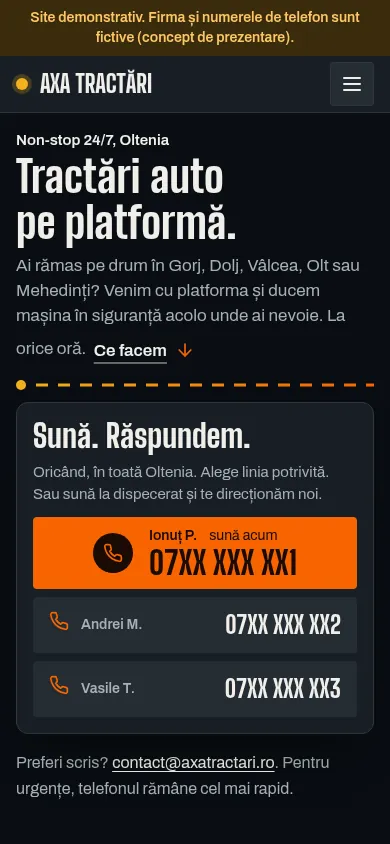 Site demonstrativ. Firma și numerele de telefon sunt
fictive (concept de prezentare).
AXA TRACTĂRI
Non-stop 24/7, Oltenia
Tractări auto
pe platformă.
Ai rămas pe drum în Gorj, Dolj, Vâlcea, Olt sau
Mehedinți? Venim cu platforma și ducem
mașina în siguranță acolo unde ai nevoie. La
orice oră. Ce facem
Sună. Răspundem.
Oricând, în toată Oltenia. Alege linia potrivită.
Sau sună la dispecerat și te direcționăm noi.
Ionuț P. sună acum
07XX XXX XX1
Andrei M. 07XX XXX XX2
Vasile T. 07XX XXX XX3
Preferi scris? contact@axatractari.ro. Pentru
urgențe, telefonul rămâne cel mai rapid.